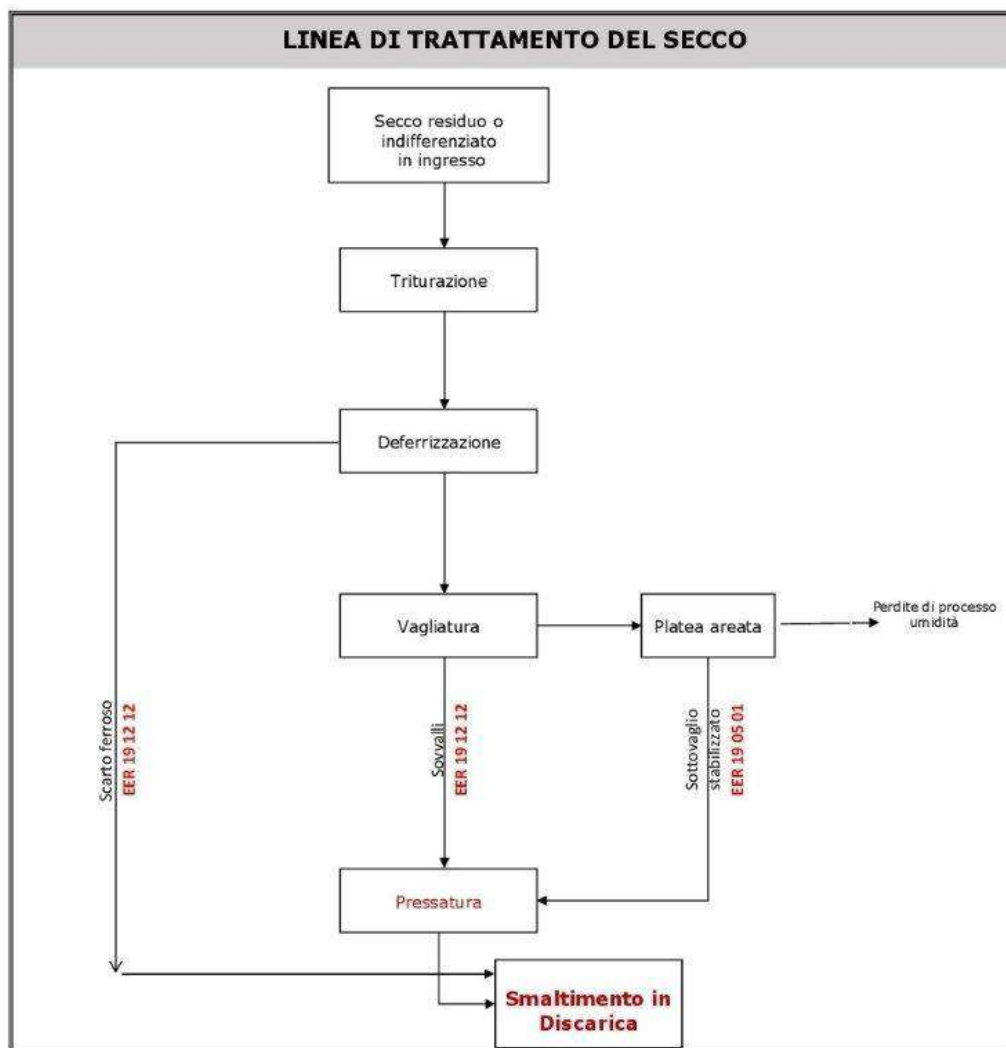 LINEA DI TRATTAMENTO DEL SECCO
Secco residuo o
indifferenziato
in ingresso
Triturazione
Deferrizzazione
Vagliatura
Platea areata
Perdite di processo
umidità
Scarto ferroso
EER 19 12 12
Sovvalli
EER 19 12 12
Sottovaglio
stabilizzato
EER 19 05 01
Pressatura
Smaltimento in
Discarica